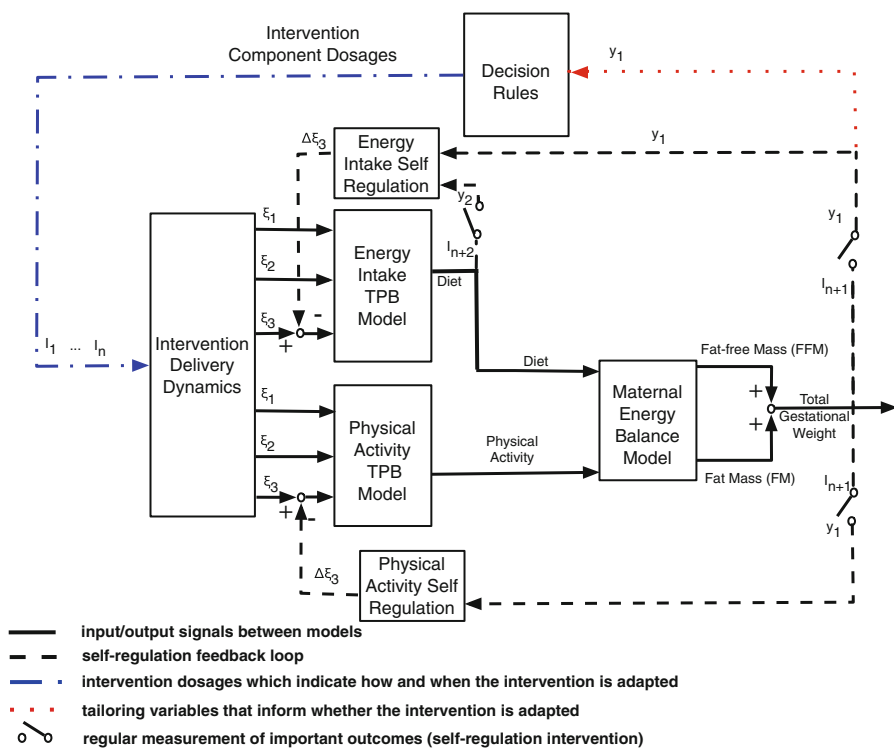 Intervention
Component Dosages
Decision
Rules
y1
Δξ3
Energy
Intake Self
Regulation
y1
y2
In+2
y1
In+1
ξ1
ξ2
ξ3
+
-
Energy
Intake
TPB
Model
Diet
Diet
I1 ... In
Intervention
Delivery
Dynamics
ξ1
ξ2
ξ3
+
-
Physical
Activity
TPB
Model
Physical
Activity
Maternal
Energy
Balance
Model
Fat-free Mass (FFM)
+
+
Total
Gestational
Weight
Fat Mass (FM)
In+1
y1
Δξ3
Physical
Activity Self
Regulation
input/output signals between models
self-regulation feedback loop
intervention dosages which indicate how and when the intervention is adapted
tailoring variables that inform whether the intervention is adapted
regular measurement of important outcomes (self-regulation intervention)